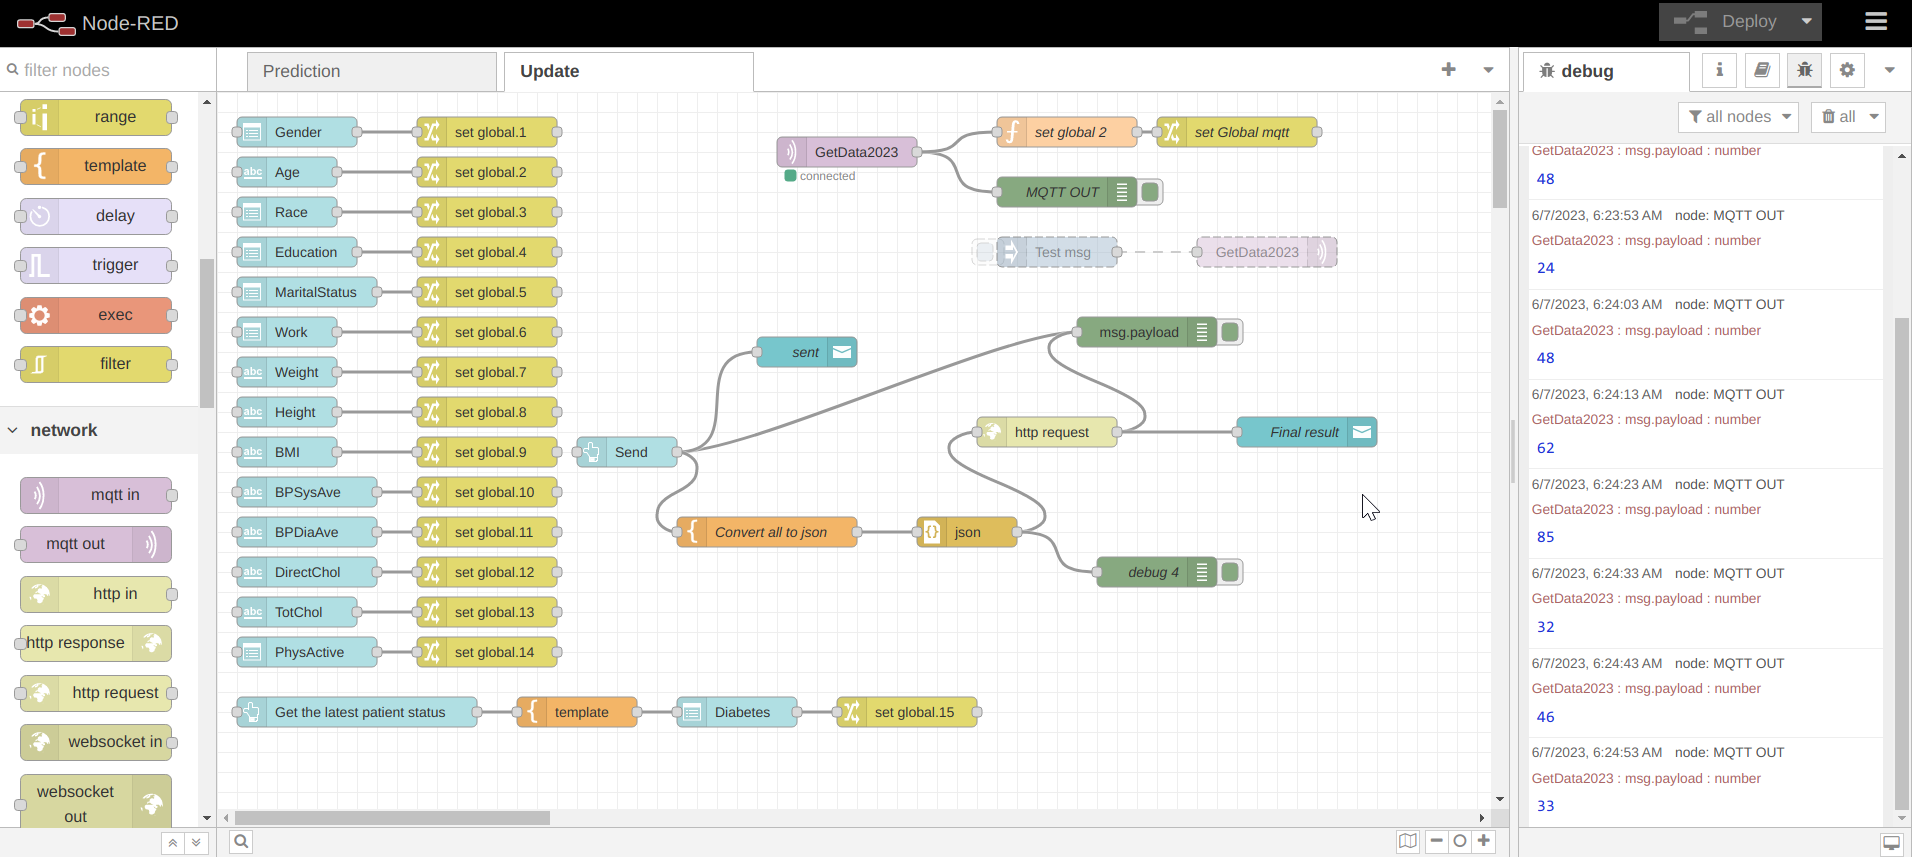 Node-RED
Deploy
filter nodes
Prediction
Update
debug
i
all nodes
all
range
template
delay
trigger
exec
filter
network
mqtt in
mqtt out
http in
http response
http request
websocket in
websocket
out
Gender
set global.1
abc Age
set global.2
Race
set global.3
Education
set global.4
MaritalStatus
set global.5
Work
set global.6
abc Weight
set global.7
abc Height
set global.8
abc BMI
set global.9
abc BPSysAve
set global.10
abc BPDiaAve
set global.11
abc DirectChol
set global.12
abc TotChol
set global.13
PhysActive
set global.14
Get the latest patient status
template
Diabetes
set global.15
GetData2023
connected
set global 2
set Global mqtt
MQTT OUT
Test msg
GetData2023
msg.payload
sent
http request
Final result
Send
Convert all to json
json
debug 4
GetData2023 : msg.payload : number
48
6/7/2023, 6:23:53 AM node: MQTT OUT
GetData2023 : msg.payload : number
24
6/7/2023, 6:24:03 AM node: MQTT OUT
GetData2023 : msg.payload : number
48
6/7/2023, 6:24:13 AM node: MQTT OUT
GetData2023 : msg.payload : number
62
6/7/2023, 6:24:23 AM node: MQTT OUT
GetData2023 : msg.payload : number
85
6/7/2023, 6:24:33 AM node: MQTT OUT
GetData2023 : msg.payload : number
32
6/7/2023, 6:24:43 AM node: MQTT OUT
GetData2023 : msg.payload : number
46
6/7/2023, 6:24:53 AM node: MQTT OUT
GetData2023 : msg.payload : number
33